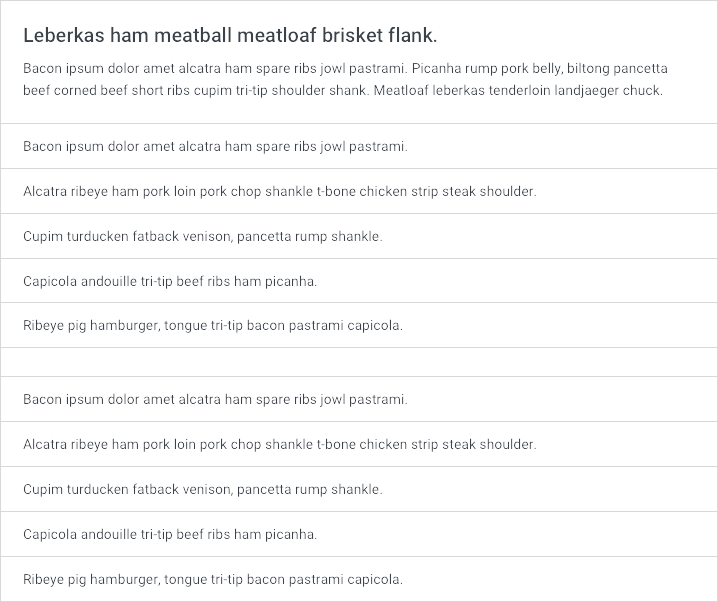 Leberkas ham meatball meatloaf brisket flank.
Bacon ipsum dolor amet alcatra ham spare ribs jowl pastrami. Picanha rump pork belly, biltong pancetta
beef corned beef short ribs cupim tri-tip shoulder shank. Meatloaf leberkas tenderloin landjaeger chuck.
Bacon ipsum dolor amet alcatra ham spare ribs jowl pastrami.
Alcatra ribeye ham pork loin pork chop shankle t-bone chicken strip steak shoulder.
Cupim turducken fatback venison, pancetta rump shankle.
Capicola andouille tri-tip beef ribs ham picanha.
Ribeye pig hamburger, tongue tri-tip bacon pastrami capicola.
Bacon ipsum dolor amet alcatra ham spare ribs jowl pastrami.
Alcatra ribeye ham pork loin pork chop shankle t-bone chicken strip steak shoulder.
Cupim turducken fatback venison, pancetta rump shankle.
Capicola andouille tri-tip beef ribs ham picanha.
Ribeye pig hamburger, tongue tri-tip bacon pastrami capicola.